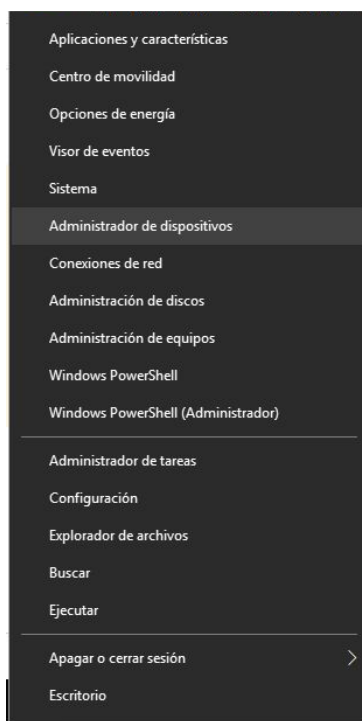 Aplicaciones y características
Centro de movilidad
Opciones de energía
Visor de eventos
Sistema
Administrador de dispositivos
Conexiones de red
Administración de discos
Administración de equipos
Windows PowerShell
Windows PowerShell (Administrador)
Administrador de tareas
Configuración
Explorador de archivos
Buscar
Ejecutar
Apagar o cerrar sesión
Escritorio